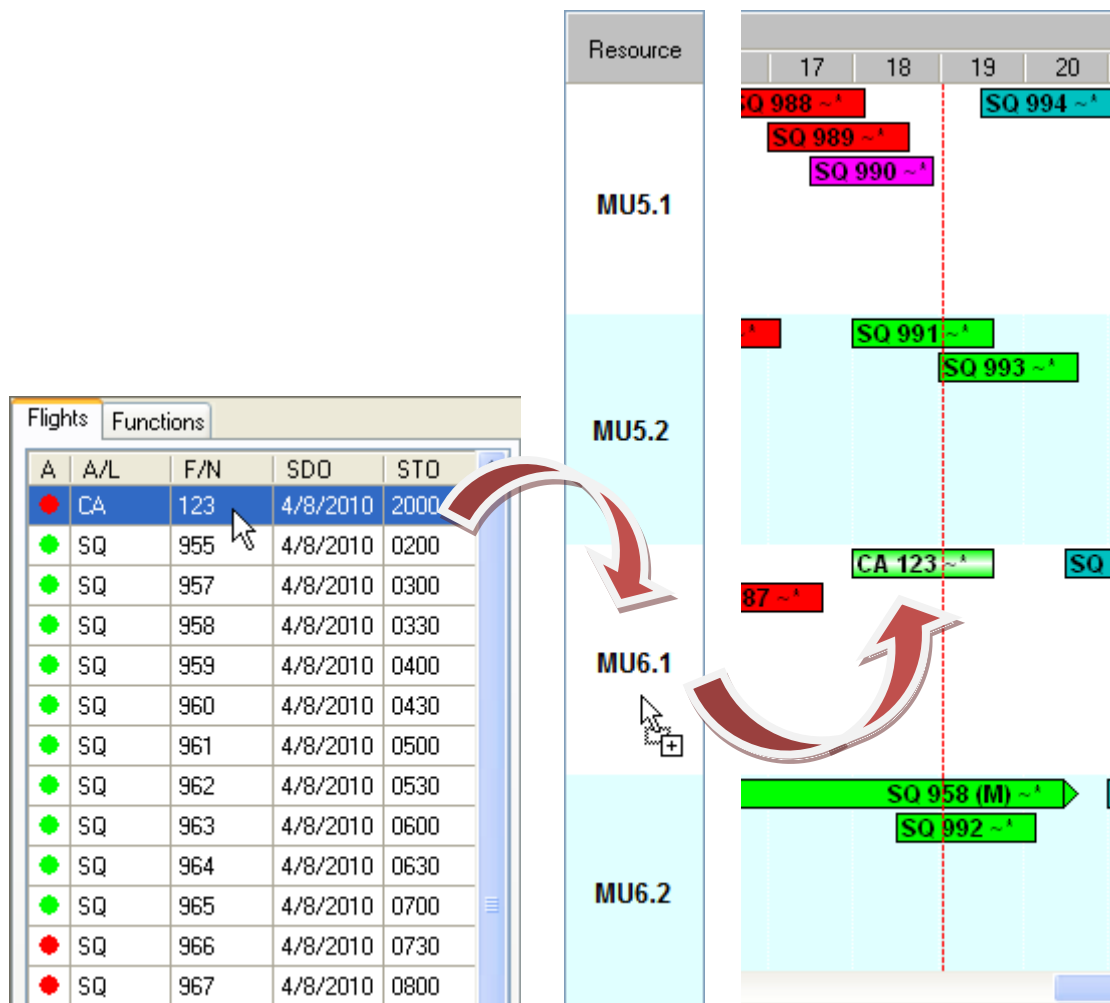 Flights Functions
A A/L F/N SDO STO
CA 123 4/8/2010 2000
SQ 955 4/8/2010 0200
SQ 957 4/8/2010 0300
SQ 958 4/8/2010 0330
SQ 959 4/8/2010 0400
SQ 960 4/8/2010 0430
SQ 961 4/8/2010 0500
SQ 962 4/8/2010 0530
SQ 963 4/8/2010 0600
SQ 964 4/8/2010 0630
SQ 965 4/8/2010 0700
SQ 966 4/8/2010 0730
SQ 967 4/8/2010 0800
Resource
MU5.1
MU5.2
MU6.1
MU6.2
17 18 19 20
SQ 988 ~* SQ 994 ~*
SQ 989 ~*
SQ 990 ~*
~* SQ 991 ~*
SQ 993 ~*
CA 123 ~* SQ
87 ~*
SQ 958 (M) ~*
SQ 992 ~*